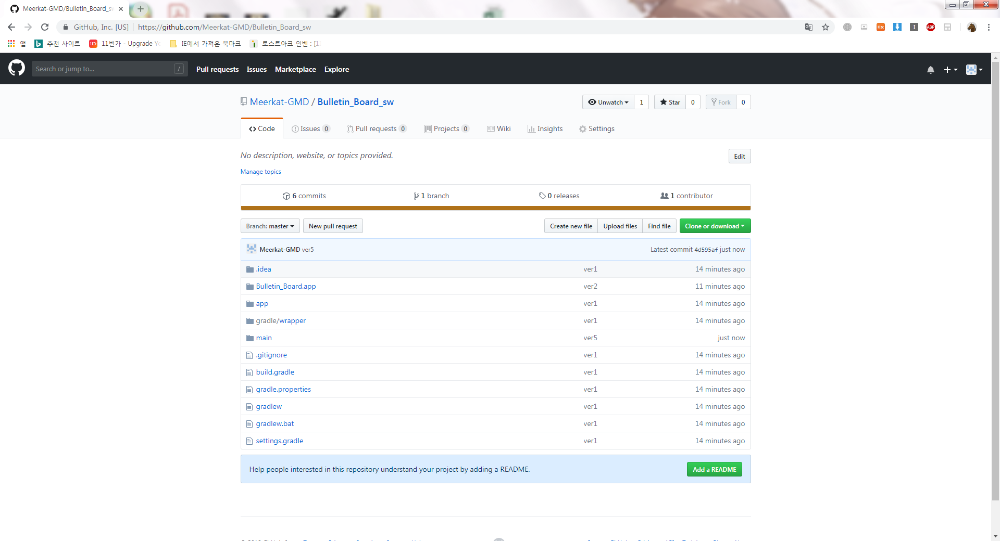 Meerkat-GMD/Bulletin_Board_sw
GitHub, Inc. [US] https://github.com/Meerkat-GMD/Bulletin_Board_sw
앱 추천 사이트 11번가 - Upgrade Yo IE에서 가져온 북마크 로스트아크 인벤 : [1
Search or jump to... / Pull requests Issues Marketplace Explore
Meerkat-GMD / Bulletin_Board_sw Unwatch 1 Star 0 Fork 0
Code Issues 0 Pull requests 0 Projects 0 Wiki Insights Settings
No description, website, or topics provided. Edit
Manage topics
6 commits 1 branch 0 releases 1 contributor
Branch: master New pull request Create new file Upload files Find file Clone or download
Meerkat-GMD ver5 Latest commit 4d595af just now
.idea ver1 14 minutes ago
Bulletin_Board.app ver2 11 minutes ago
app ver1 14 minutes ago
gradle/wrapper ver1 14 minutes ago
main ver5 just now
.gitignore ver1 14 minutes ago
build.gradle ver1 14 minutes ago
gradle.properties ver1 14 minutes ago
gradlew ver1 14 minutes ago
gradlew.bat ver1 14 minutes ago
settings.gradle ver1 14 minutes ago
Help people interested in this repository understand your project by adding a README. Add a README